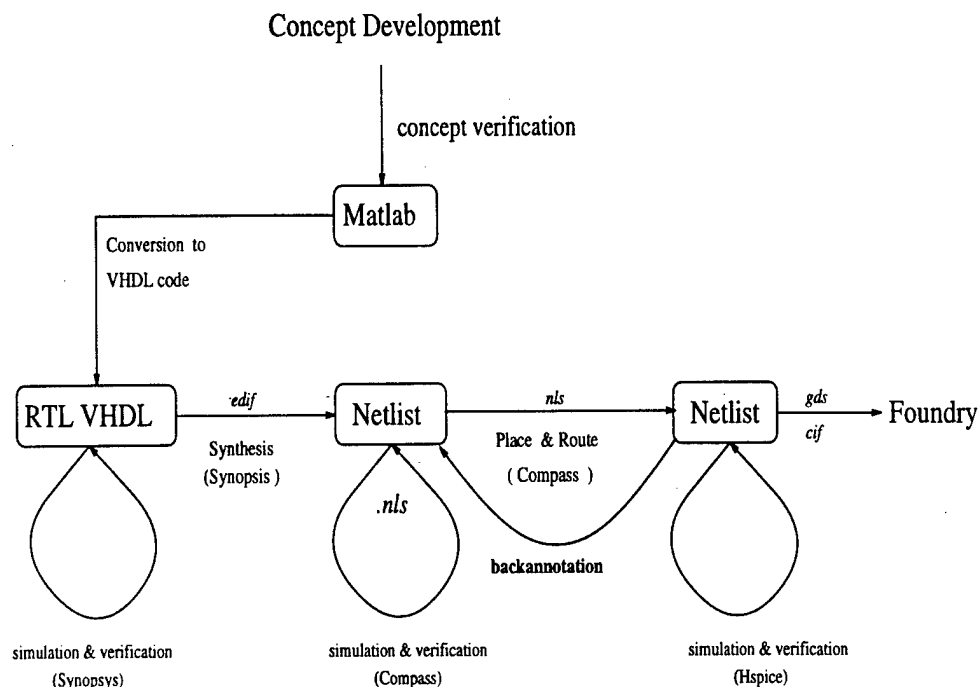 Concept Development
concept verification
Matlab
Conversion to
VHDL code
RTL VHDL
edif
Synthesis
(Synopsis )
Netlist
nls
Place & Route
( Compass )
Netlist
gds
cif
Foundry
.nls
backannotation
simulation & verification
(Synopsys)
simulation & verification
(Compass)
simulation & verification
(Hspice)